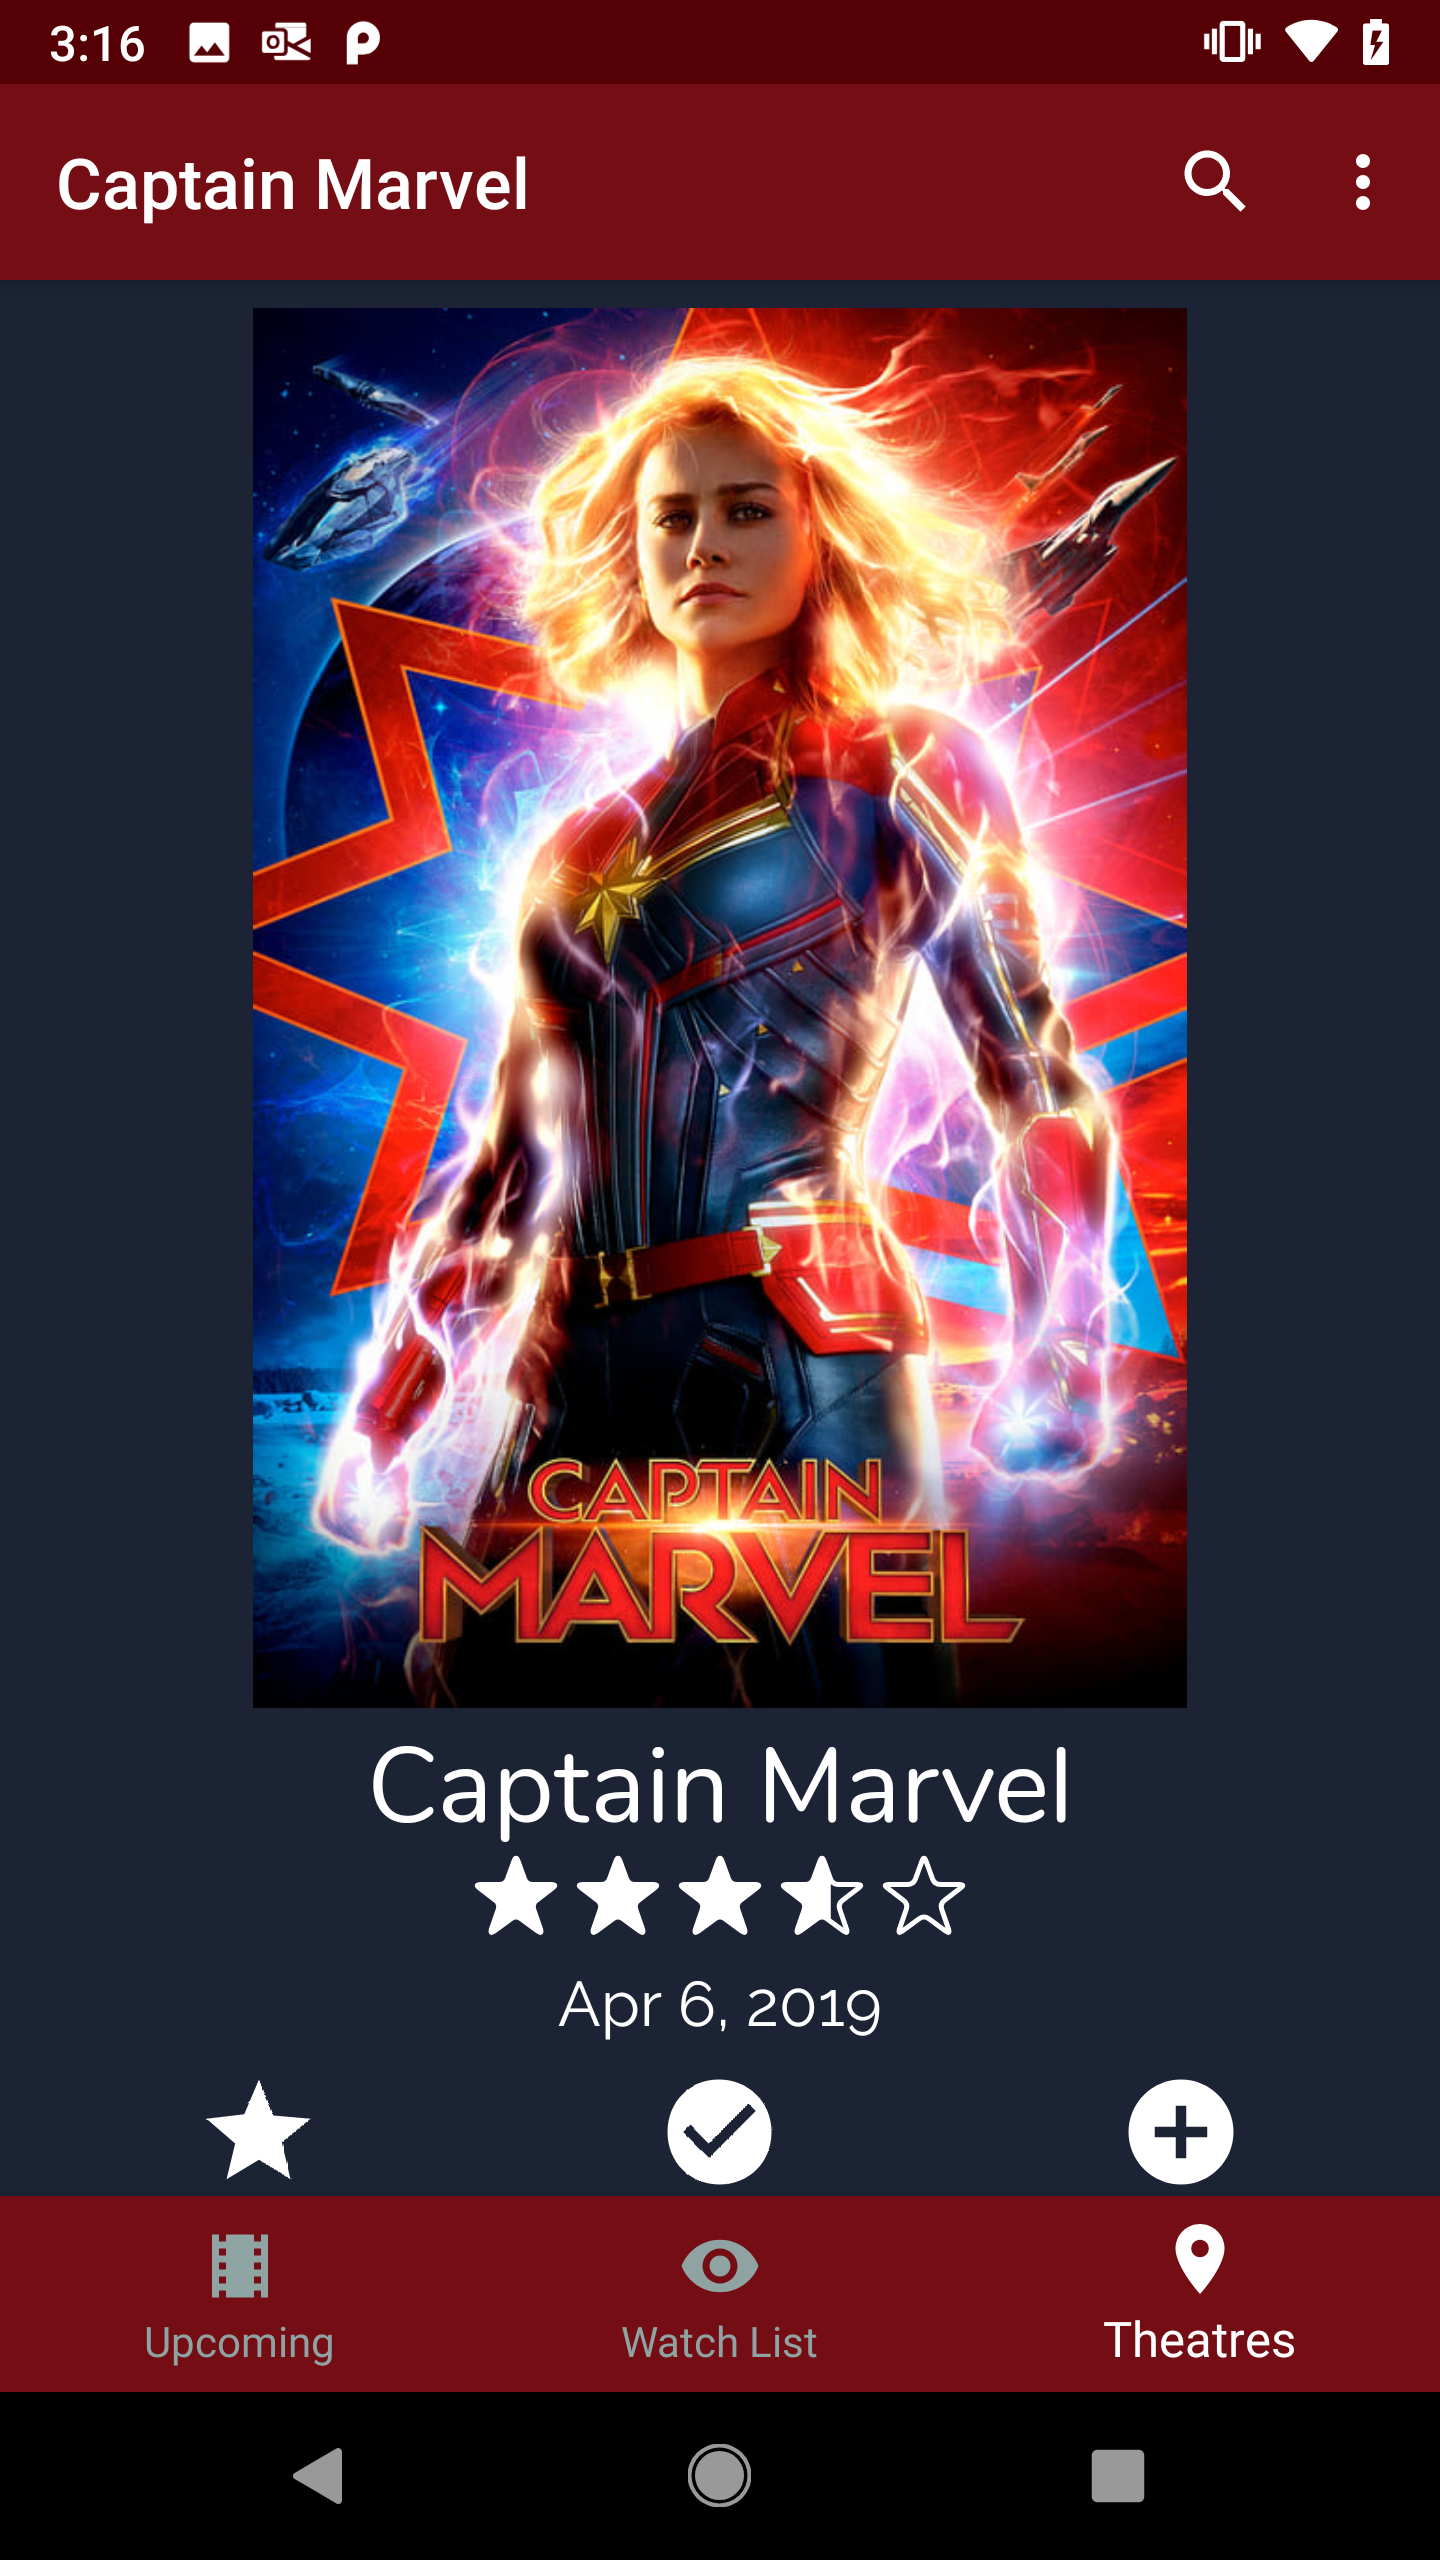 3:16
Captain Marvel
CAPTAIN
MARVEL
Captain Marvel
Apr 6, 2019
Upcoming
Watch List
Theatres